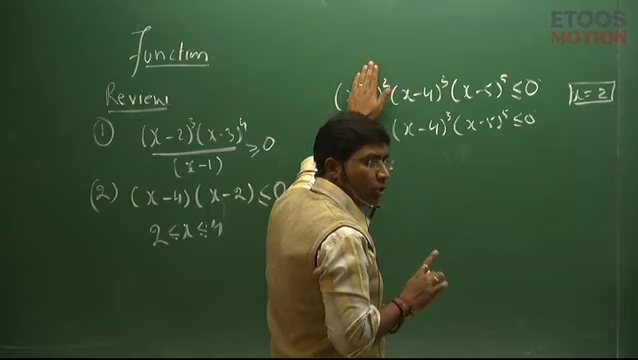 ETOOS
MOTION
Function
Review
① (x-2)³(x-3)⁴ / (x-1) ≥ 0
(2) (x-4)(x-2) ≤ 0
2 ≤ x ≤ 4
(x ² (x-4)³ (x-5)⁵ ≤ 0
x = 2
(x-4)³ (x-5)⁵ ≤ 0